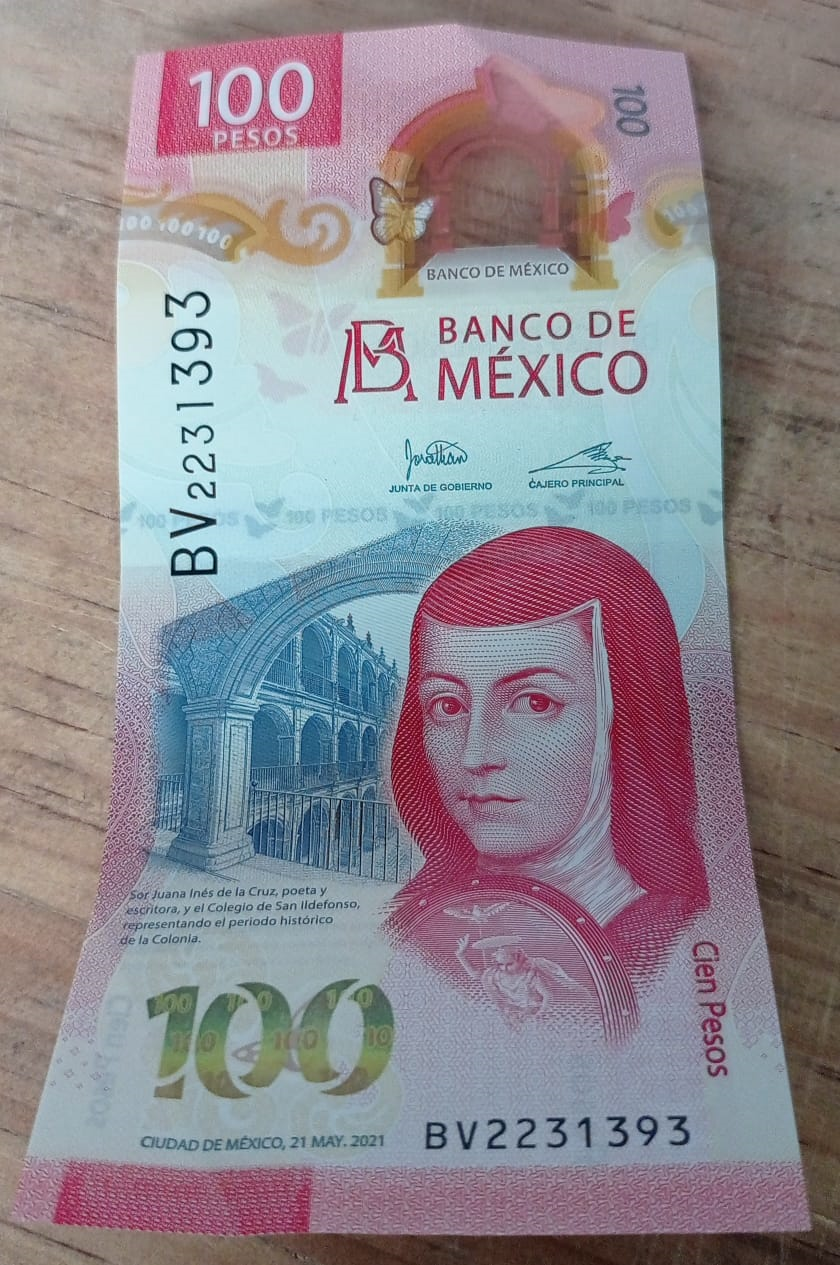 100
PESOS
100
100 100 100
100
BANCO DE MÉXICO
BM
BANCO DE
MÉXICO
BV2231393
JUNTA DE GOBIERNO
CAJERO PRINCIPAL
100 PESOS 100 PESOS 100 PESOS 100 PESOS
Sor Juana Inés de la Cruz, poeta y
escritora, y el Colegio de San Ildefonso,
representando el periodo histórico
de la Colonia.
Cien Pesos
100
CIUDAD DE MÉXICO, 21 MAY. 2021
BV2231393